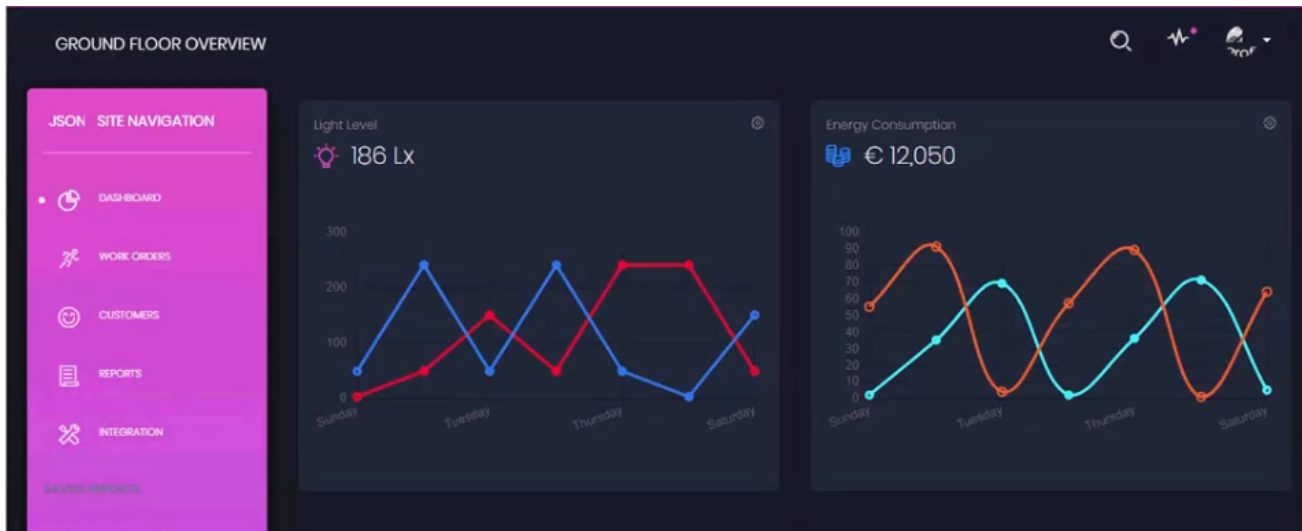 GROUND FLOOR OVERVIEW
JSON SITE NAVIGATION
DASHBOARD
WORK ORDERS
CUSTOMERS
REPORTS
INTEGRATION
SAVED REPORTS
Light Level
186 Lx
300
200
100
0
Sunday Tuesday Thursday Saturday
Energy Consumption
€ 12,050
100
90
80
70
60
50
40
30
20
10
0
Sunday Tuesday Thursday Saturday